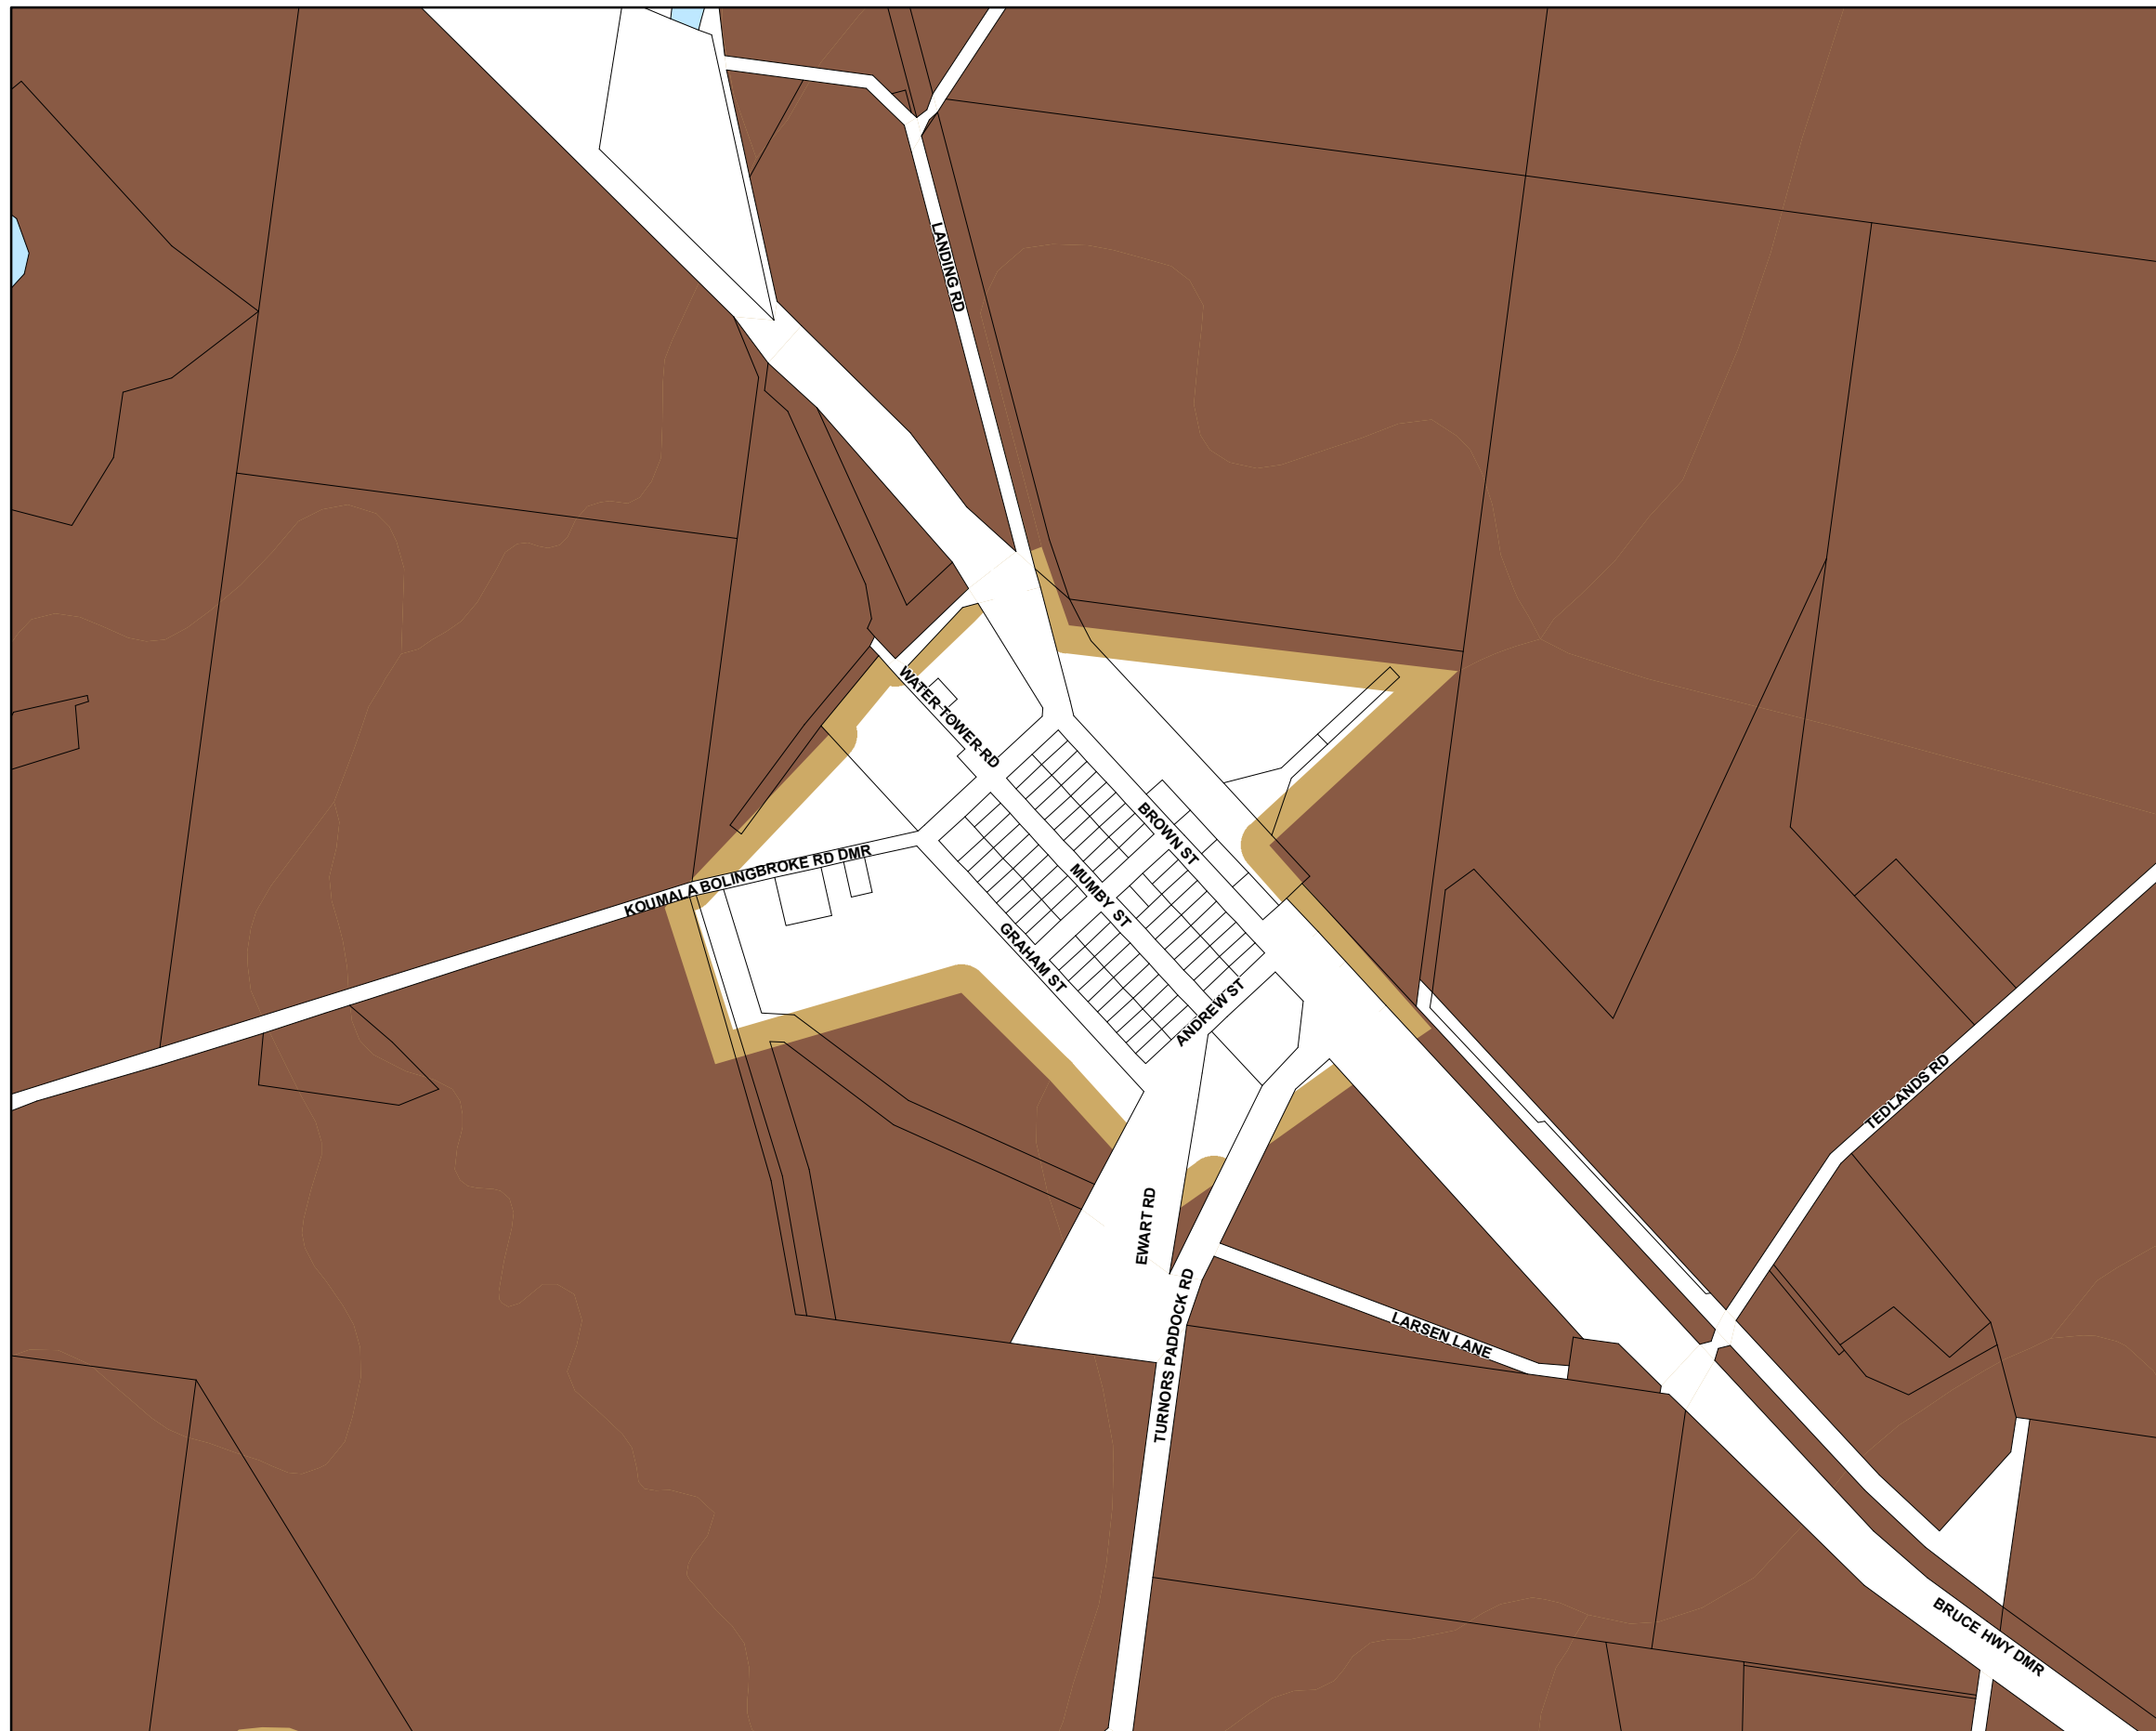 LANDING RD
WATER TOWER RD
BROWN ST
KOUMALA BOLINGBROKE RD DMR
MUMBY ST
GRAHAM ST
ANDREW ST
TEDLANDS RD
EWART RD
TURNORS PADDOCK RD
LARSEN LANE
BRUCE HWY DMR